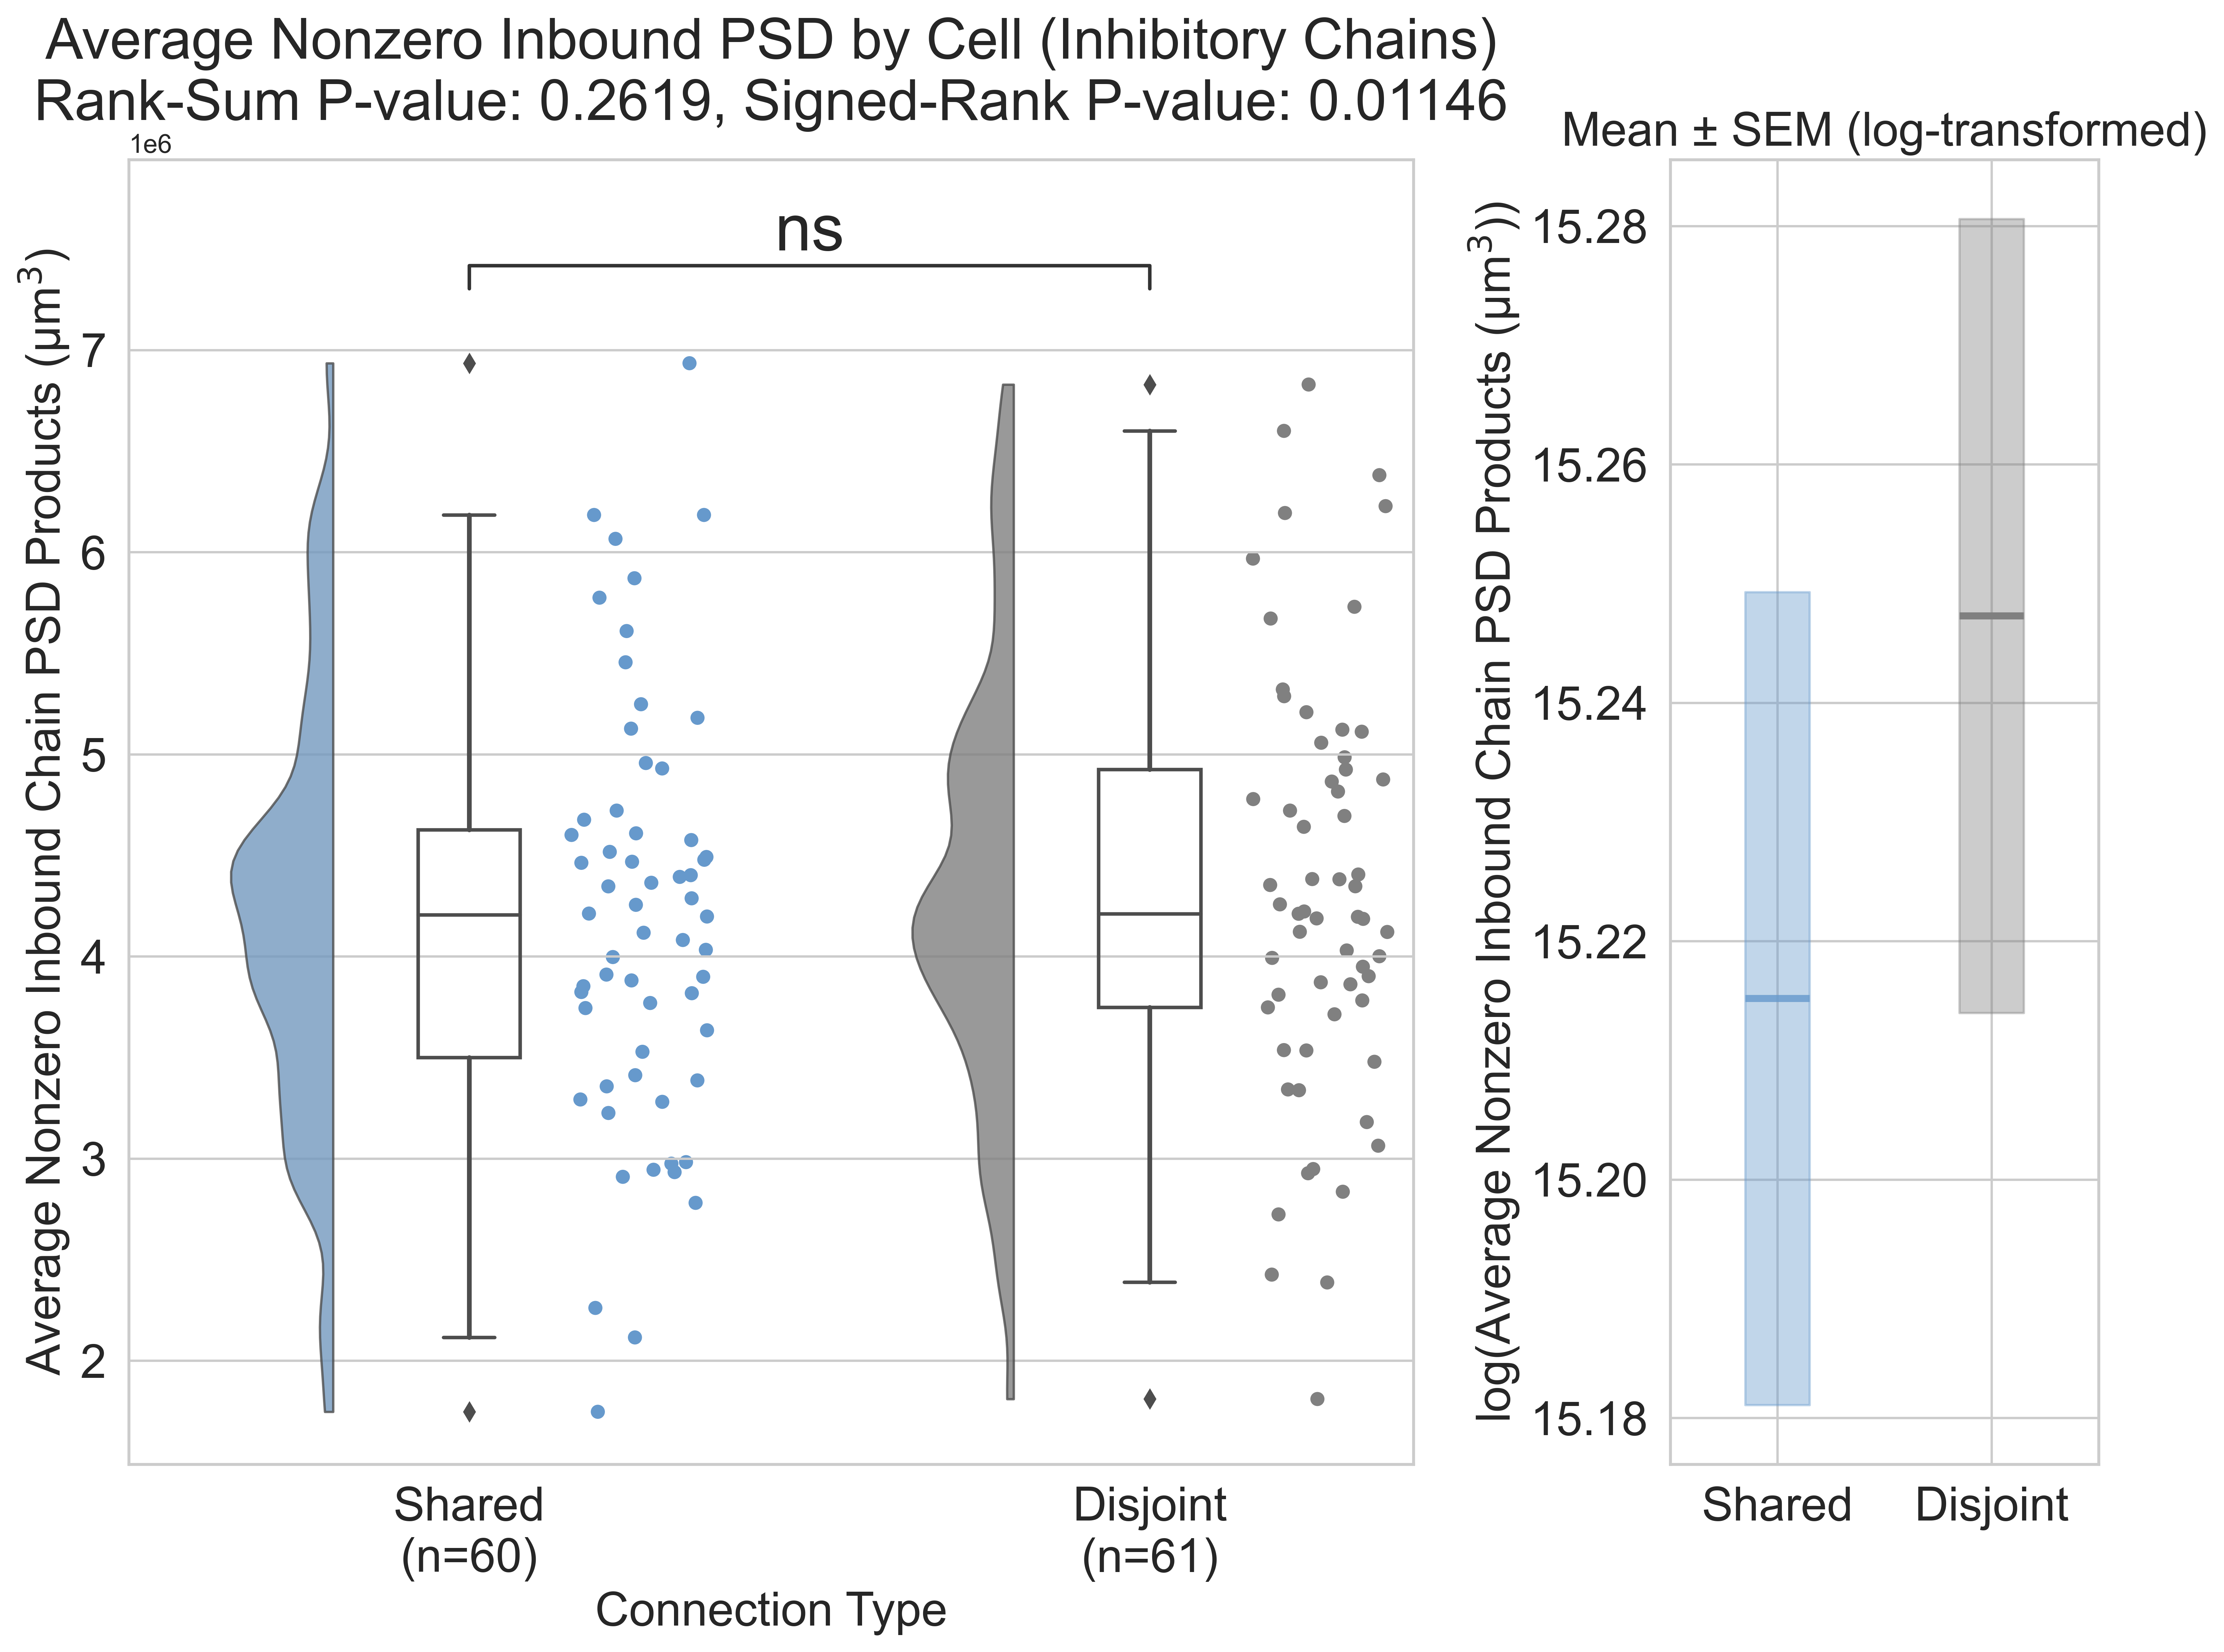 Average Nonzero Inbound PSD by Cell (Inhibitory Chains)
Rank-Sum P-value: 0.2619, Signed-Rank P-value: 0.01146
1e6
ns
Average Nonzero Inbound Chain PSD Products (µm³)
7
6
5
4
3
2
Shared
(n=60)
Disjoint
(n=61)
Connection Type
Mean ± SEM (log-transformed)
log(Average Nonzero Inbound Chain PSD Products (µm³))
15.28
15.26
15.24
15.22
15.20
15.18
Shared
Disjoint